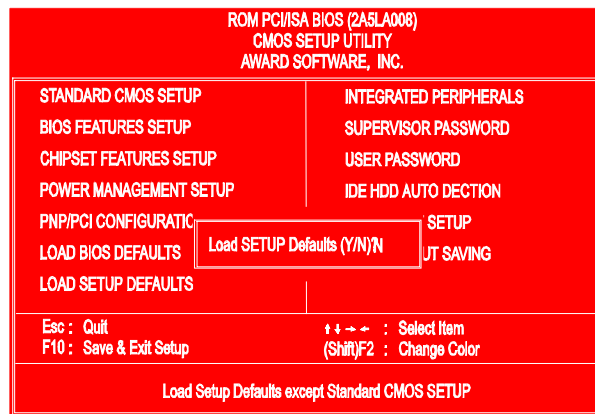 ROM PCI/ISA BIOS (2A5LA008)
CMOS SETUP UTILITY
AWARD SOFTWARE, INC.
STANDARD CMOS SETUP
BIOS FEATURES SETUP
CHIPSET FEATURES SETUP
POWER MANAGEMENT SETUP
PNP/PCI CONFIGURATIC
LOAD BIOS DEFAULTS
LOAD SETUP DEFAULTS
INTEGRATED PERIPHERALS
SUPERVISOR PASSWORD
USER PASSWORD
IDE HDD AUTO DECTION
SETUP
UT SAVING
Load SETUP Defaults (Y/N)?N
Esc : Quit
F10 : Save & Exit Setup
↑ ↓ → ← : Select Item
(Shift)F2 : Change Color
Load Setup Defaults except Standard CMOS SETUP